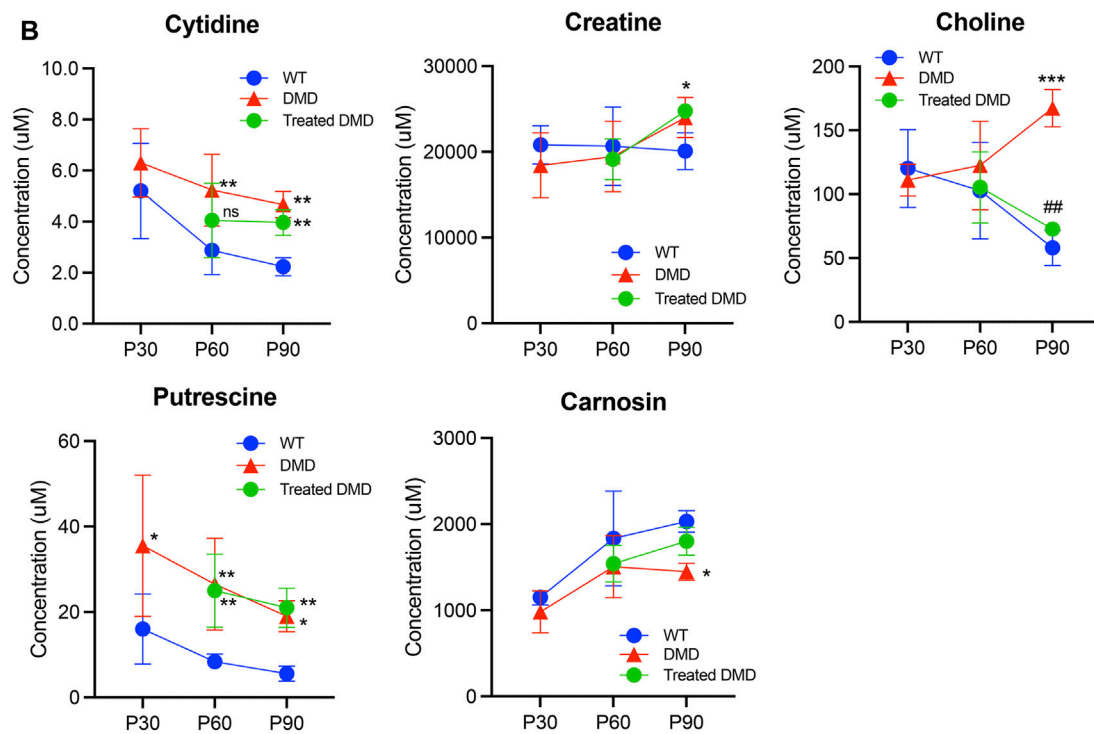 B
Cytidine
Concentration (uM)
10.0
8.0
6.0
4.0
2.0
0.0
P30
P60
P90
WT
DMD
Treated DMD
**
ns
**
**
Creatine
Concentration (uM)
30000
20000
10000
0
P30
P60
P90
*
WT
DMD
Treated DMD
Choline
Concentration (uM)
200
150
100
50
0
P30
P60
P90
WT
DMD
Treated DMD
***
##
Putrescine
Concentration (uM)
60
40
20
0
P30
P60
P90
WT
DMD
Treated DMD
*
**
**
**
*
Carnosin
Concentration (uM)
3000
2000
1000
0
P30
P60
P90
*
WT
DMD
Treated DMD